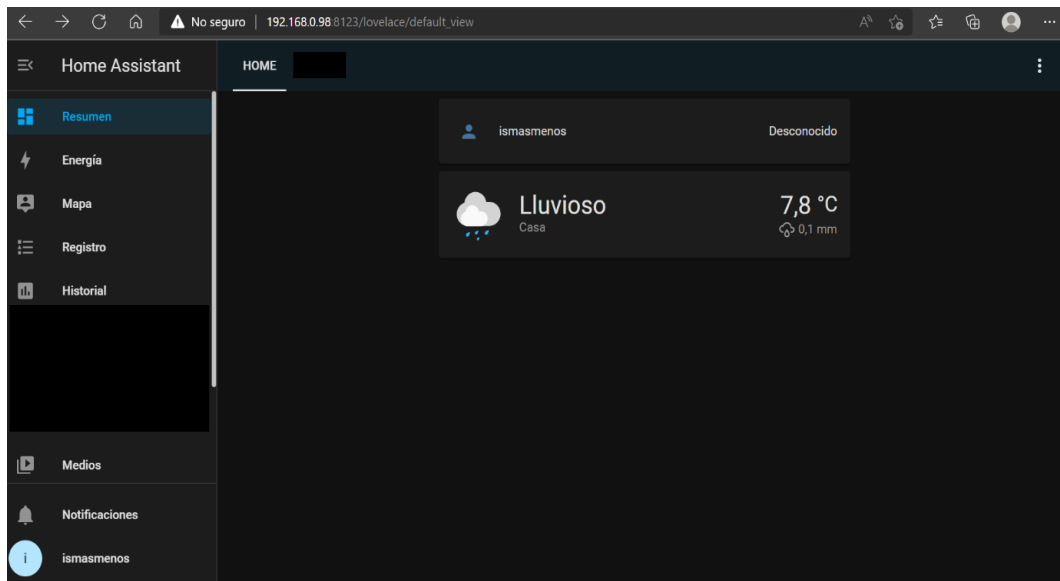 No seguro | 192.168.0.98:8123/lovelace/default_view
Home Assistant
HOME
Resumen
Energía
Mapa
Registro
Historial
Medios
Notificaciones
i
ismasmenos
ismasmenos Desconocido
Lluvioso 7,8 °C
Casa 0,1 mm